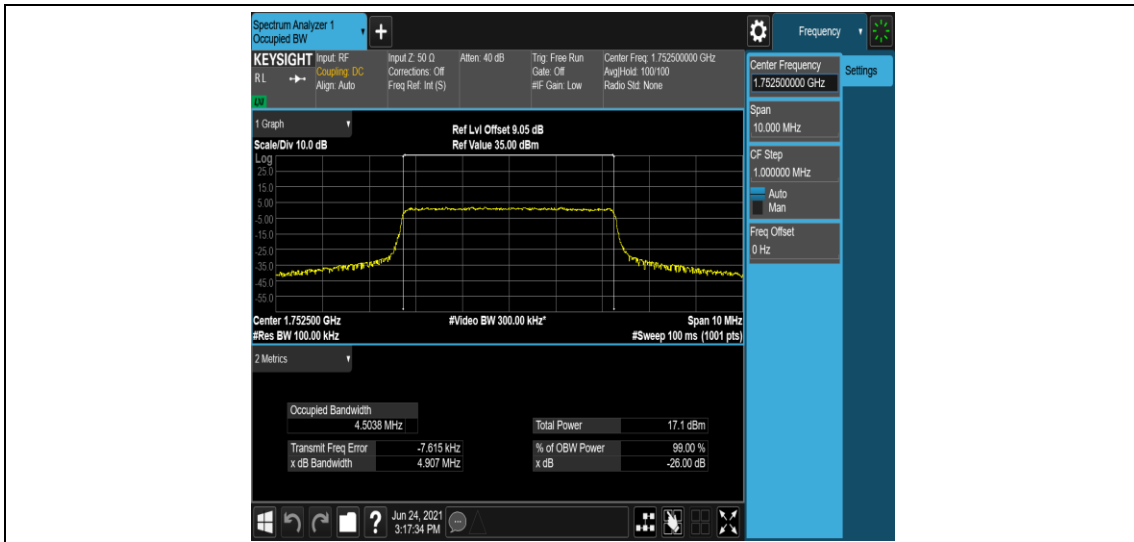 Spectrum Analyzer 1
Occupied BW
Frequency
KEYSIGHT
RL
Input: RF
Coupling: DC
Align: Auto
Input Z: 50 Ω
Corrections: Off
Freq Ref: Int (S)
Atten: 40 dB
Trig: Free Run
Gate: Off
#IF Gain: Low
Center Freq: 1.752500000 GHz
Avg|Hold: 100/100
Radio Std: None
Center Frequency
1.752500000 GHz
Settings
Span
10.000 MHz
CF Step
1.000000 MHz
Auto
Man
Freq Offset
0 Hz
1 Graph
Scale/Div 10.0 dB
Ref Lvl Offset 9.05 dB
Ref Value 35.00 dBm
Log
25.0
15.0
5.00
-5.00
-15.0
-25.0
-35.0
-45.0
-55.0
Center 1.752500 GHz
#Video BW 300.00 kHz*
Span 10 MHz
#Res BW 100.00 kHz
#Sweep 100 ms (1001 pts)
2 Metrics
Occupied Bandwidth
4.5038 MHz
Total Power 17.1 dBm
Transmit Freq Error -7.615 kHz
% of OBW Power 99.00 %
x dB Bandwidth 4.907 MHz
x dB -26.00 dB
Jun 24, 2021
3:17:34 PM